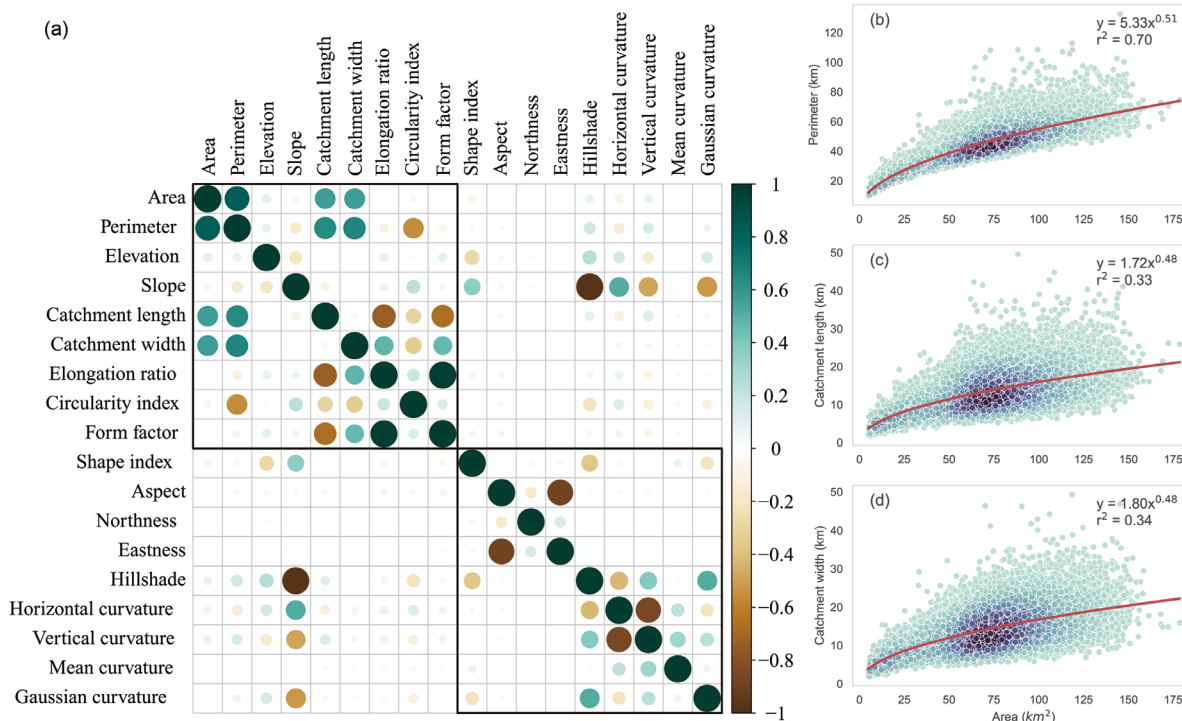 (a)
Area
Perimeter
Elevation
Slope
Catchment length
Catchment width
Elongation ratio
Circularity index
Form factor
Shape index
Aspect
Northness
Eastness
Hillshade
Horizontal curvature
Vertical curvature
Mean curvature
Gaussian curvature
Area
Perimeter
Elevation
Slope
Catchment length
Catchment width
Elongation ratio
Circularity index
Form factor
Shape index
Aspect
Northness
Eastness
Hillshade
Horizontal curvature
Vertical curvature
Mean curvature
Gaussian curvature
1
0.8
0.6
0.4
0.2
0
−0.2
−0.4
−0.6
−0.8
−1
(b)
y = 5.33x^0.51
r² = 0.70
Perimeter (km)
120
100
80
60
40
20
0 25 50 75 100 125 150 175
(c)
y = 1.72x^0.48
r² = 0.33
Catchment length (km)
50
40
30
20
10
0
0 25 50 75 100 125 150 175
(d)
y = 1.80x^0.48
r² = 0.34
Catchment width (km)
50
40
30
20
10
0
0 25 50 75 100 125 150 175
Area (km²)